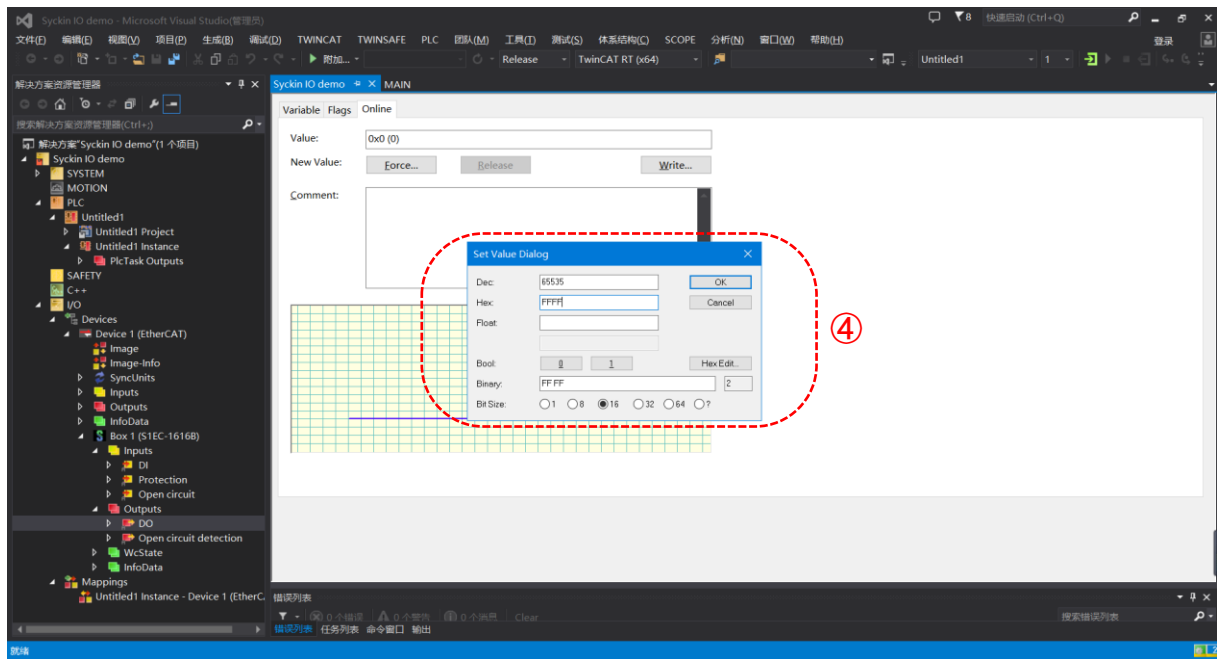 Syckin IO demo - Microsoft Visual Studio(管理员)
8 快速启动 (Ctrl+Q)
文件(F) 编辑(E) 视图(V) 项目(P) 生成(B) 调试(D) TWINCAT TWINSAFE PLC 团队(M) 工具(T) 测试(S) 体系结构(C) SCOPE 分析(N) 窗口(W) 帮助(H) 登录
附加... Release TwinCAT RT (x64) Untitled1 1
解决方案资源管理器
搜索解决方案资源管理器(Ctrl+;)
解决方案"Syckin IO demo"(1 个项目)
Syckin IO demo
SYSTEM
MOTION
PLC
Untitled1
Untitled1 Project
Untitled1 Instance
PlcTask Outputs
SAFETY
C++
I/O
Devices
Device 1 (EtherCAT)
Image
Image-Info
SyncUnits
Inputs
Outputs
InfoData
Box 1 (S1EC-1616B)
Inputs
DI
Protection
Open circuit
Outputs
DO
Open circuit detection
WcState
InfoData
Mappings
Untitled1 Instance - Device 1 (EtherC
Syckin IO demo MAIN
Variable Flags Online
Value: 0x0 (0)
New Value: Force... Release Write...
Comment:
Set Value Dialog
Dec: 65535 OK
Hex: FFFF Cancel
Float:
Bool: 0 1 Hex Edit...
Binary: FF FF 2
Bit Size: 1 8 16 32 64 ?
④
错误列表
0 个错误 0 个警告 0 个消息 Clear 搜索错误列表
错误列表 任务列表 命令窗口 输出
就绪